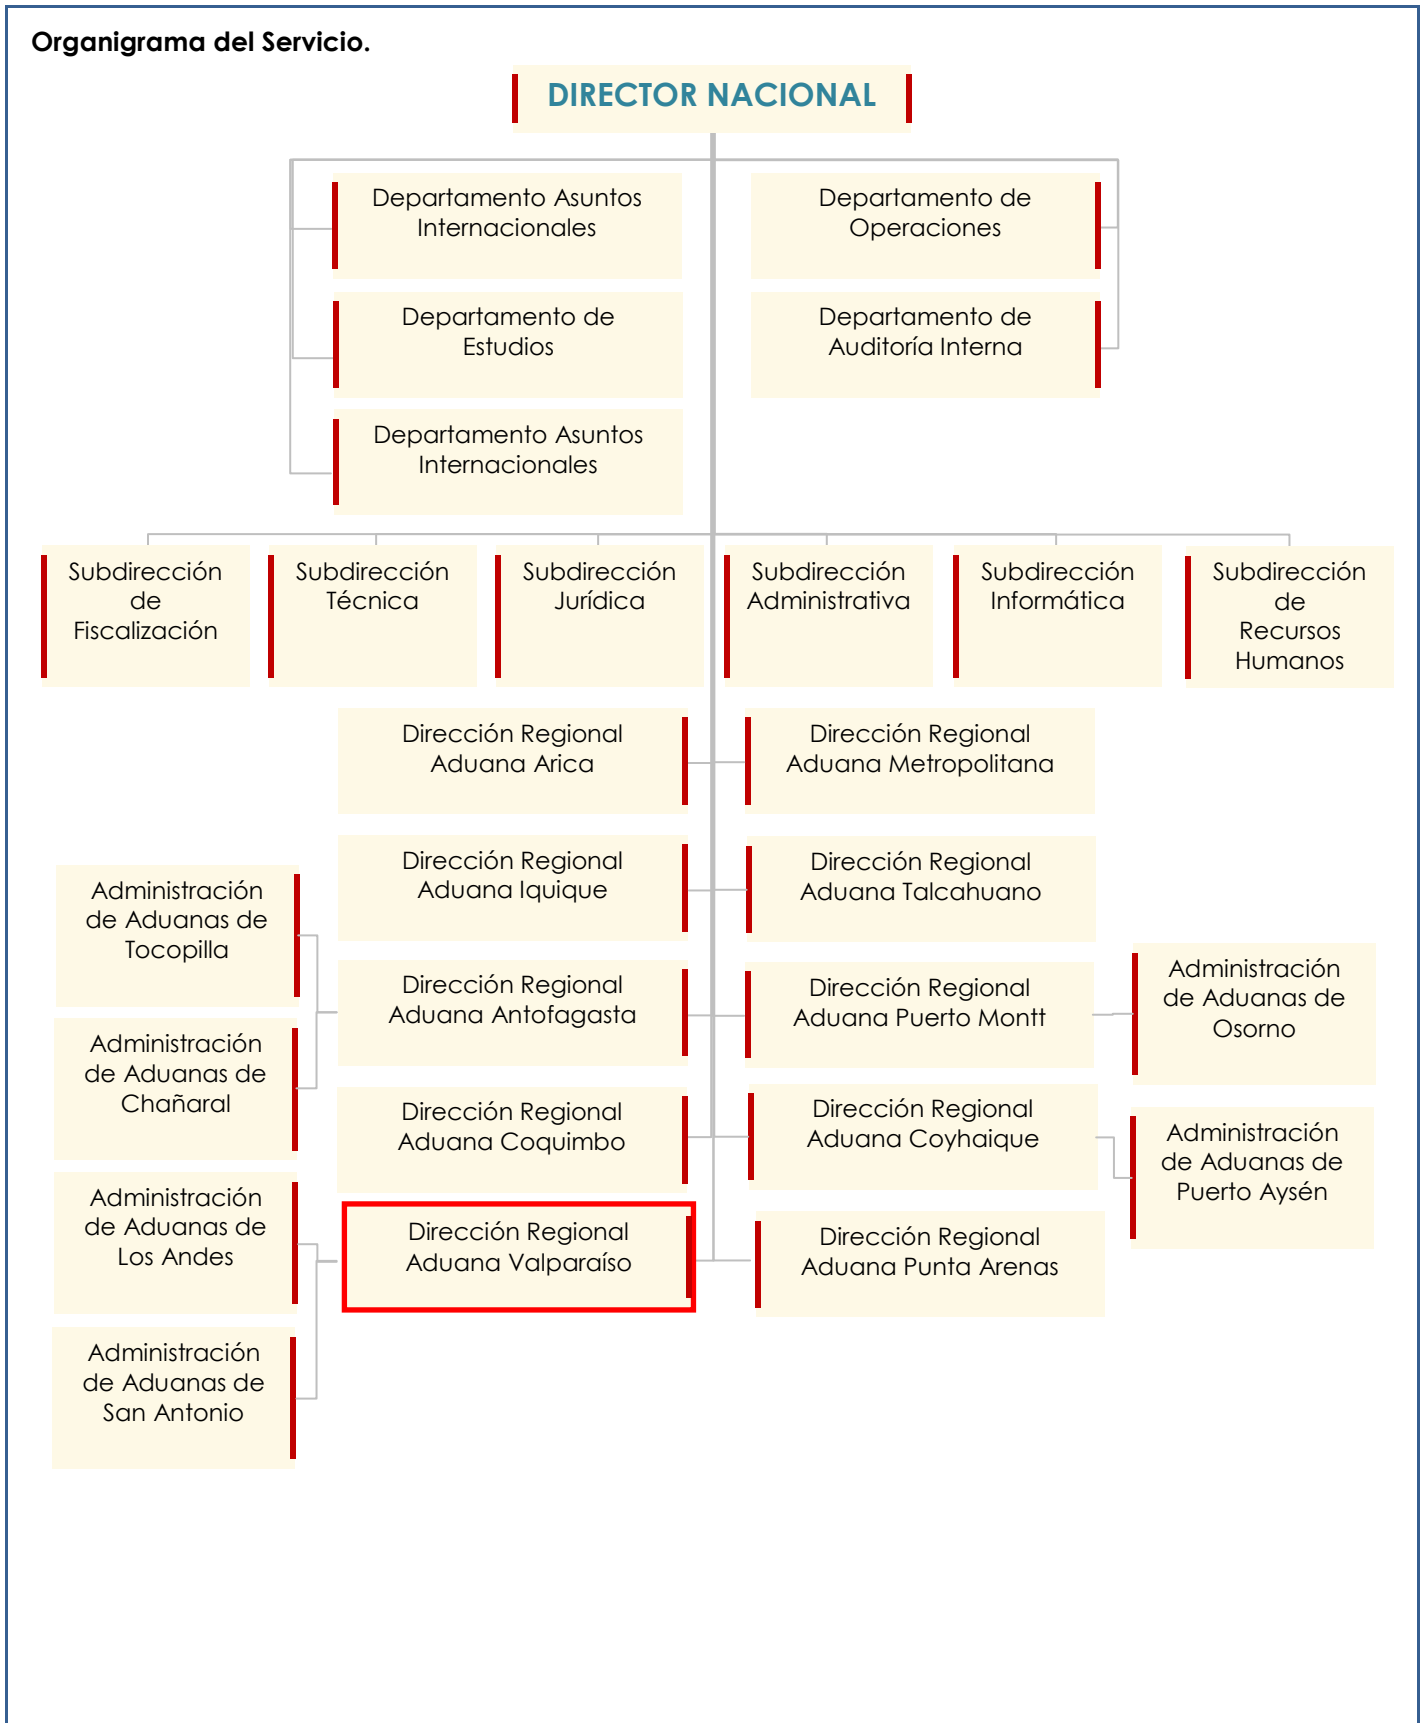 Organigrama del Servicio.
DIRECTOR NACIONAL
Departamento Asuntos
Internacionales
Departamento de
Operaciones
Departamento de
Estudios
Departamento de
Auditoría Interna
Departamento Asuntos
Internacionales
Subdirección
de
Fiscalización
Subdirección
Técnica
Subdirección
Jurídica
Subdirección
Administrativa
Subdirección
Informática
Subdirección
de
Recursos
Humanos
Dirección Regional
Aduana Arica
Dirección Regional
Aduana Metropolitana
Dirección Regional
Aduana Iquique
Dirección Regional
Aduana Talcahuano
Administración
de Aduanas de
Tocopilla
Dirección Regional
Aduana Antofagasta
Dirección Regional
Aduana Puerto Montt
Administración
de Aduanas de
Osorno
Administración
de Aduanas de
Chañaral
Dirección Regional
Aduana Coquimbo
Dirección Regional
Aduana Coyhaique
Administración
de Aduanas de
Puerto Aysén
Administración
de Aduanas de
Los Andes
Dirección Regional
Aduana Valparaíso
Dirección Regional
Aduana Punta Arenas
Administración
de Aduanas de
San Antonio